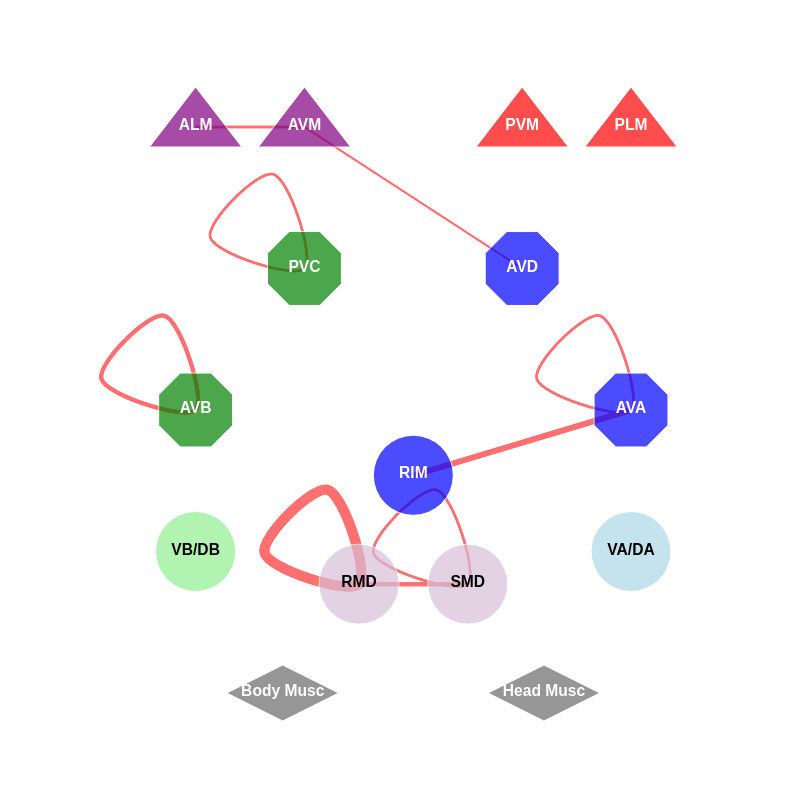 ALM
AVM
PVM
PLM
PVC
AVD
AVB
AVA
RIM
VB/DB
VA/DA
RMD
SMD
Body Musc
Head Musc